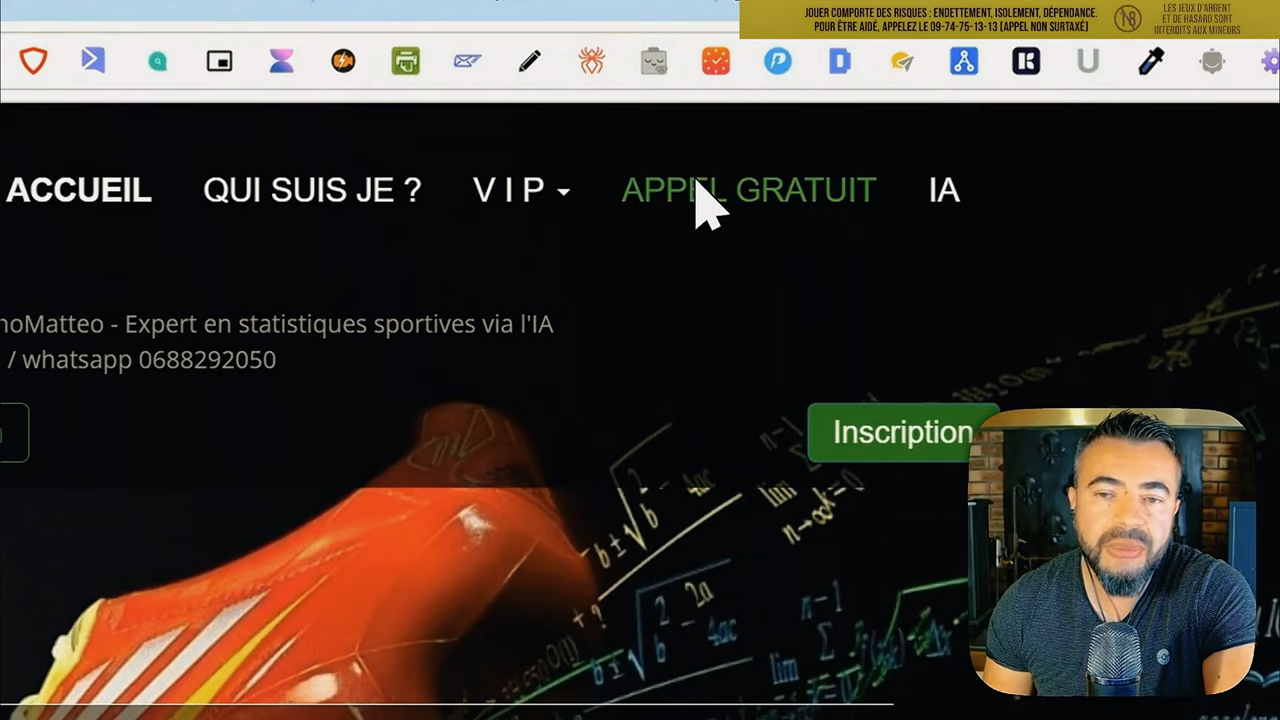 JOUER COMPORTE DES RISQUES : ENDETTEMENT, ISOLEMENT, DÉPENDANCE.
POUR ÊTRE AIDÉ, APPELEZ LE 09-74-75-13-13 (APPEL NON SURTAXÉ)
LES JEUX D'ARGENT
ET DE HASARD SONT
INTERDITS AUX MINEURS
ACCUEIL QUI SUIS JE ? V I P APPEL GRATUIT IA
noMatteo - Expert en statistiques sportives via l'IA
/ whatsapp 0688292050
Inscription